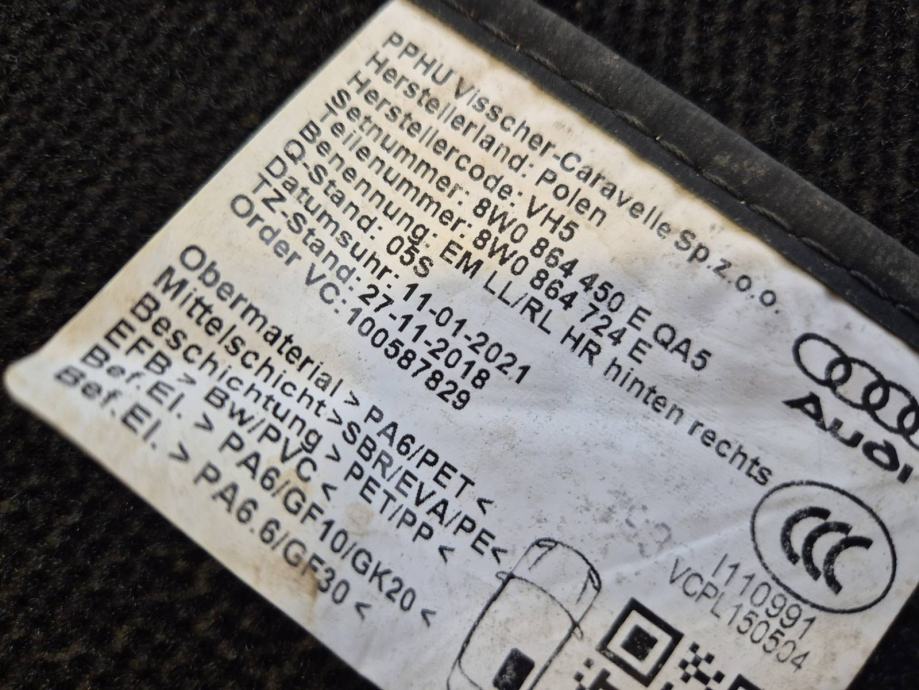 PPHU Visscher-Caravelle Sp.z.o.o.
Herstellerland: Polen
Herstellercode: VH5
Setnummer: 8W0 864 450 E QA5
Teilenummer: 8W0 864 724 E
Benennung: EM LL/RL HR hinten rechts
Q-Stand: 05S
Datumsuhr: 11-01-2021
TZ-Stand: 27-11-2018
Order VC: 10058782​9
Obermaterial > PA6/PET <
Mittelschicht >SBR/EVA/PE<
Beschichtung > PET/PP <
EFB > Bw/PVC <
Bef.El. > PA6/GF10/GK20 <
Bef.El. > PA6.6/GF30 <
Audi
CCC
I110991
VCPL150504